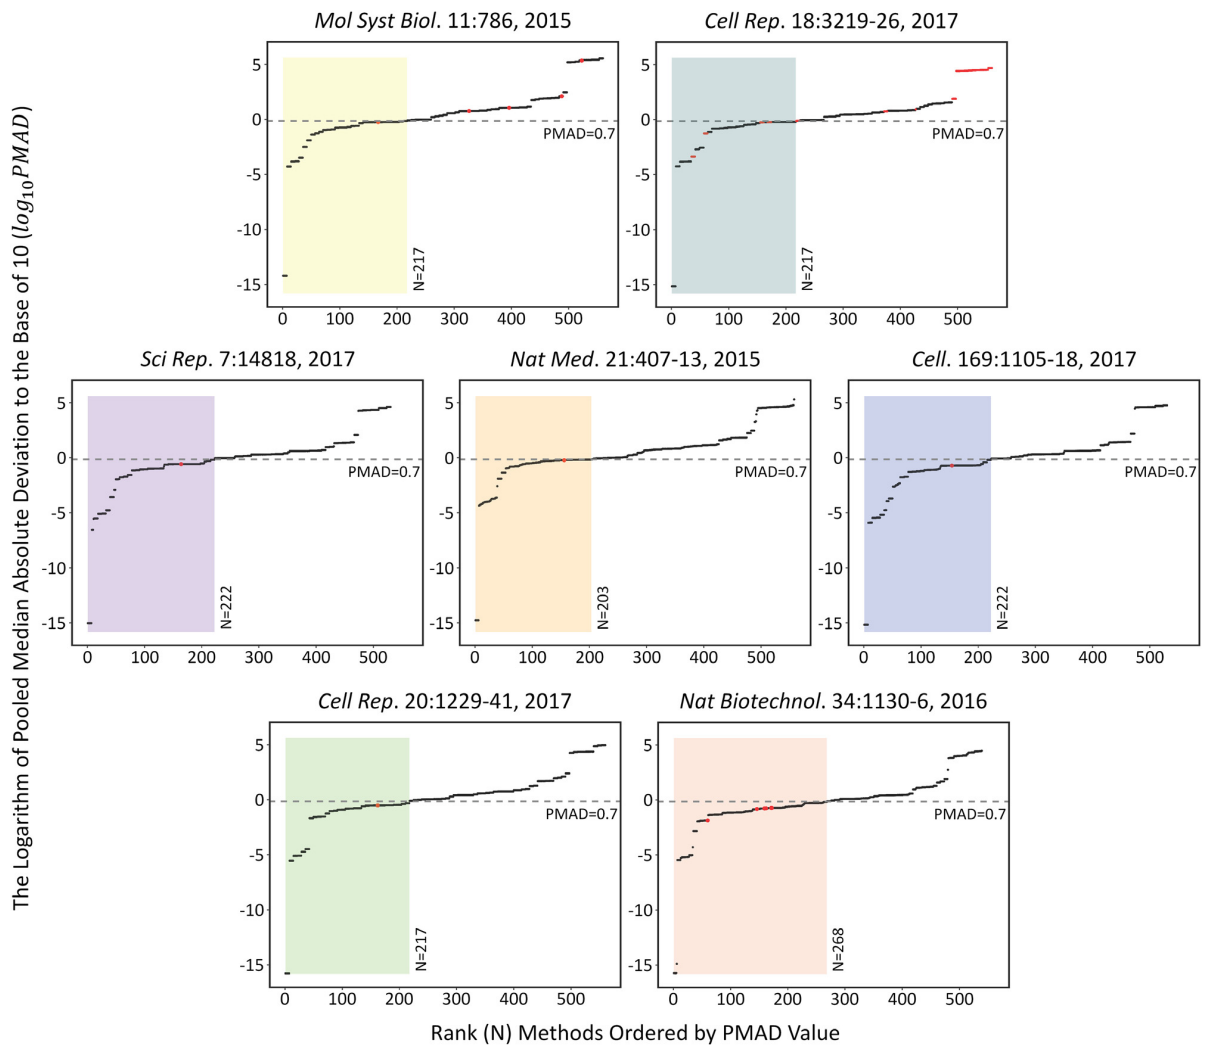 The Logarithm of Pooled Median Absolute Deviation to the Base of 10 (log10PMAD)
Mol Syst Biol. 11:786, 2015
5
0
-5
-10
-15
PMAD=0.7
N=217
0 100 200 300 400 500
Cell Rep. 18:3219-26, 2017
5
0
-5
-10
-15
PMAD=0.7
N=217
0 100 200 300 400 500
Sci Rep. 7:14818, 2017
5
0
-5
-10
-15
PMAD=0.7
N=222
0 100 200 300 400 500
Nat Med. 21:407-13, 2015
5
0
-5
-10
-15
PMAD=0.7
N=203
0 100 200 300 400 500
Cell. 169:1105-18, 2017
5
0
-5
-10
-15
PMAD=0.7
N=222
0 100 200 300 400 500
Cell Rep. 20:1229-41, 2017
5
0
-5
-10
-15
PMAD=0.7
N=217
0 100 200 300 400 500
Nat Biotechnol. 34:1130-6, 2016
5
0
-5
-10
-15
PMAD=0.7
N=268
0 100 200 300 400 500
Rank (N) Methods Ordered by PMAD Value